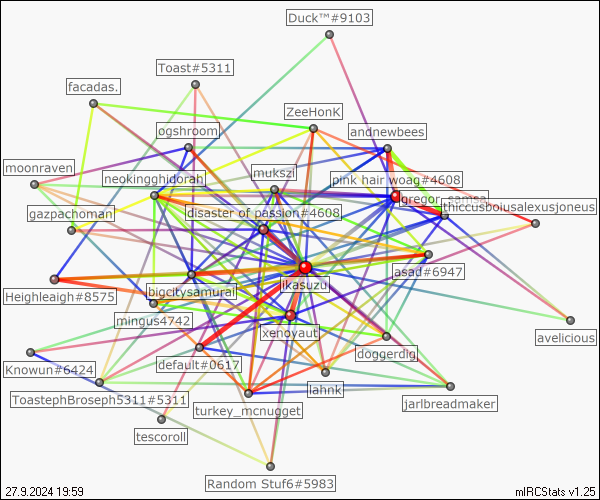 Duck™#9103
Toast#5311
facadas.
ZeeHonK
ogshroom
andnewbees
moonraven
neokingghidorah
mukszi
pink hair woag#4608
gregor_samsa
thiccusboiusalexusjoneus
gazpachoman
disaster of passion#4608
asad#6947
ikasuzu
Heighleaigh#8575
bigcitysamurai
mingus4742
xenovaut
avelicious
doggerdig
Knowun#6424
default#0617
lahnk
ToastephBroseph5311#5311
turkey_mcnugget
jarlbreadmaker
tescoroll
Random Stuf6#5983
27.9.2024 19:59
mIRCStats v1.25